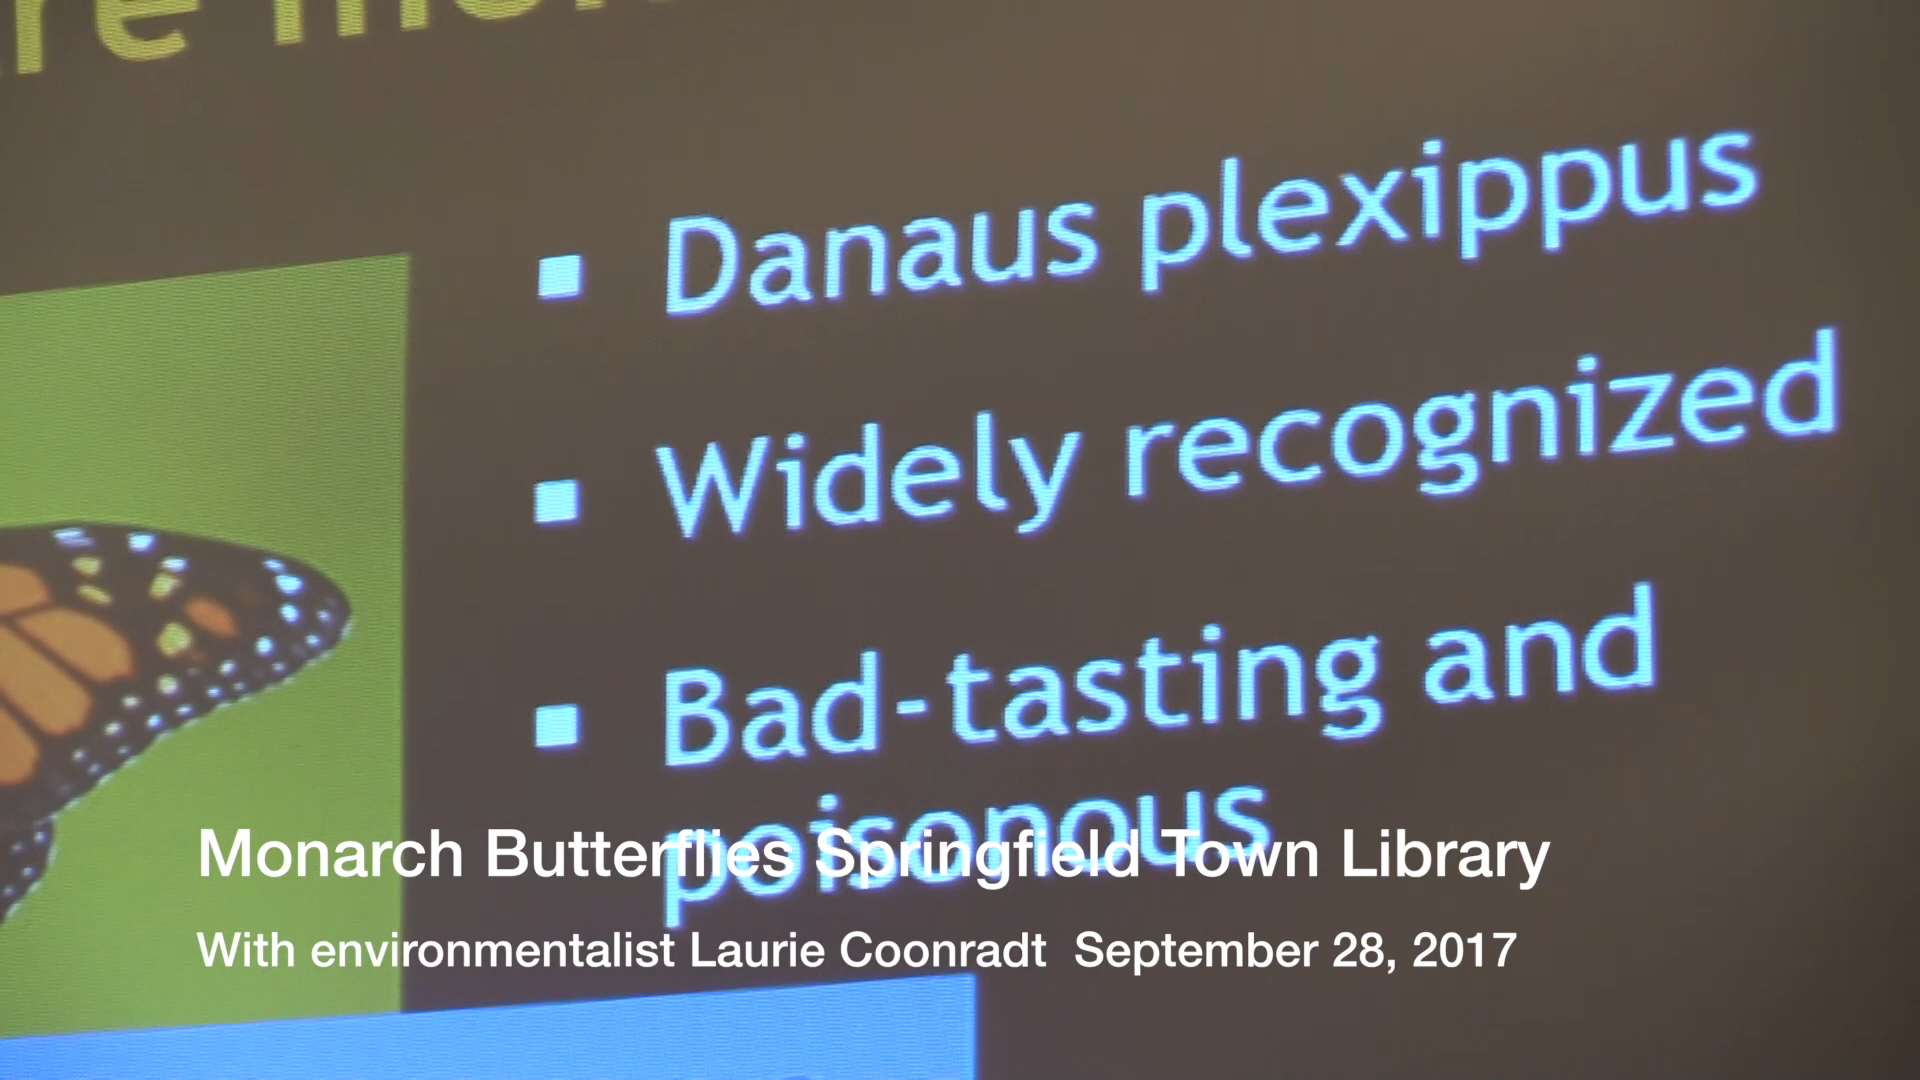 ▪ Danaus plexippus
▪ Widely recognized
▪ Bad-tasting and
poisonous
Monarch Butterflies Springfield Town Library
With environmentalist Laurie Coonradt September 28, 2017